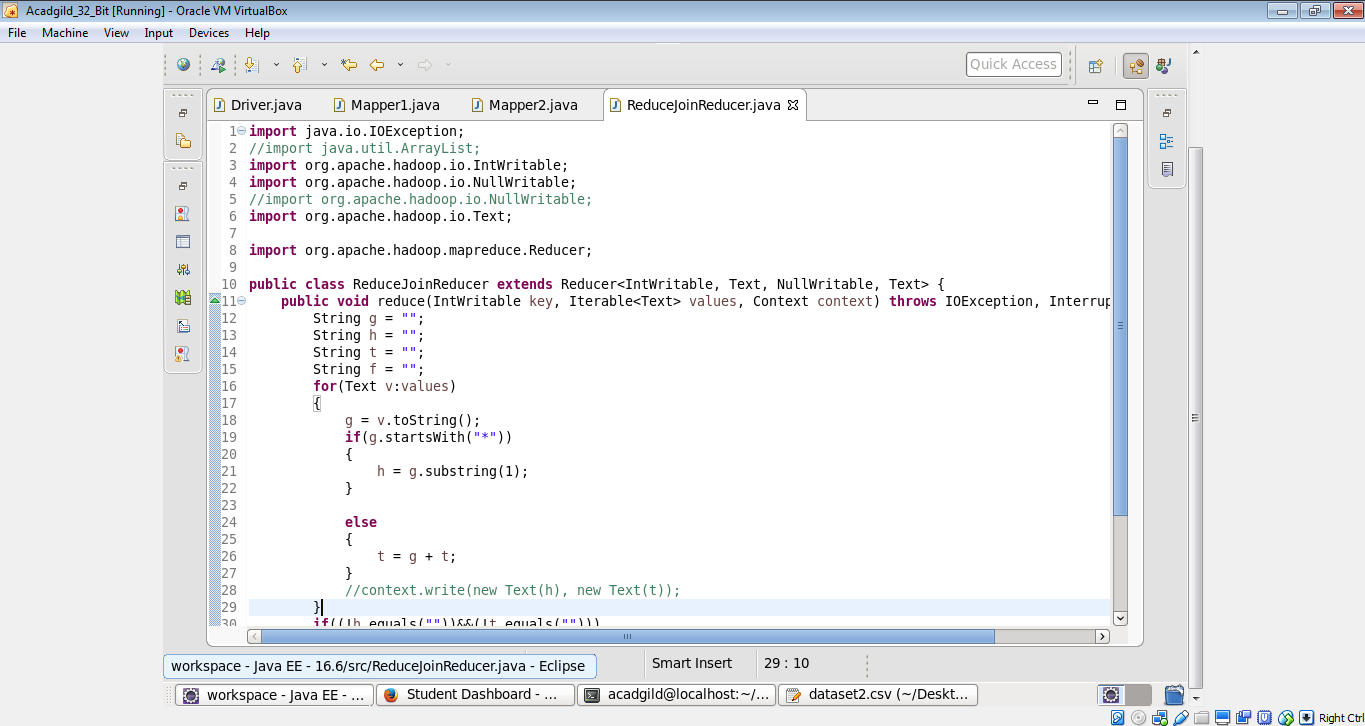 Acadgild_32_Bit [Running] - Oracle VM VirtualBox
File Machine View Input Devices Help
Quick Access
Driver.java Mapper1.java Mapper2.java ReduceJoinReducer.java
1 import java.io.IOException;
2 //import java.util.ArrayList;
3 import org.apache.hadoop.io.IntWritable;
4 import org.apache.hadoop.io.NullWritable;
5 //import org.apache.hadoop.io.NullWritable;
6 import org.apache.hadoop.io.Text;
7
8 import org.apache.hadoop.mapreduce.Reducer;
9
10 public class ReduceJoinReducer extends Reducer<IntWritable, Text, NullWritable, Text> {
11 public void reduce(IntWritable key, Iterable<Text> values, Context context) throws IOException, Interrup
12 String g = "";
13 String h = "";
14 String t = "";
15 String f = "";
16 for(Text v:values)
17 {
18 g = v.toString();
19 if(g.startsWith("*"))
20 {
21 h = g.substring(1);
22 }
23
24 else
25 {
26 t = g + t;
27 }
28 //context.write(new Text(h), new Text(t));
29 }
30 if((!h.equals(""))&&(!t.equals("")))
workspace - Java EE - 16.6/src/ReduceJoinReducer.java - Eclipse
Smart Insert 29 : 10
workspace - Java EE - ... Student Dashboard - ... acadgild@localhost:~/... dataset2.csv (~/Deskt...
Right Ctrl